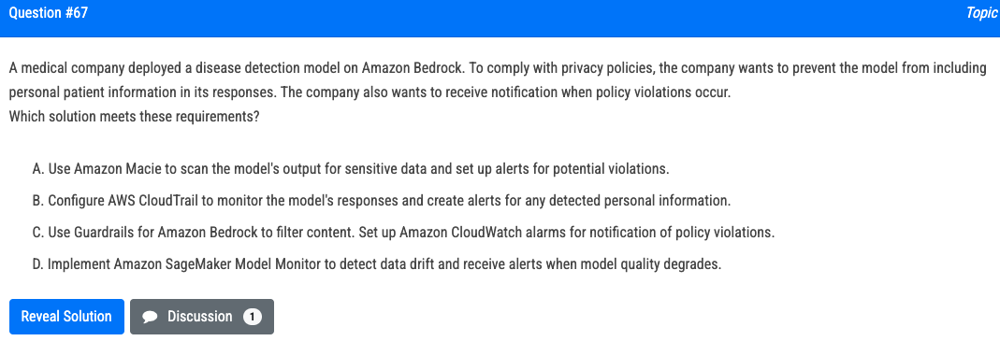 Question #67
Topic
A medical company deployed a disease detection model on Amazon Bedrock. To comply with privacy policies, the company wants to prevent the model from including
personal patient information in its responses. The company also wants to receive notification when policy violations occur.
Which solution meets these requirements?
A. Use Amazon Macie to scan the model's output for sensitive data and set up alerts for potential violations.
B. Configure AWS CloudTrail to monitor the model's responses and create alerts for any detected personal information.
C. Use Guardrails for Amazon Bedrock to filter content. Set up Amazon CloudWatch alarms for notification of policy violations.
D. Implement Amazon SageMaker Model Monitor to detect data drift and receive alerts when model quality degrades.
Reveal Solution
Discussion 1